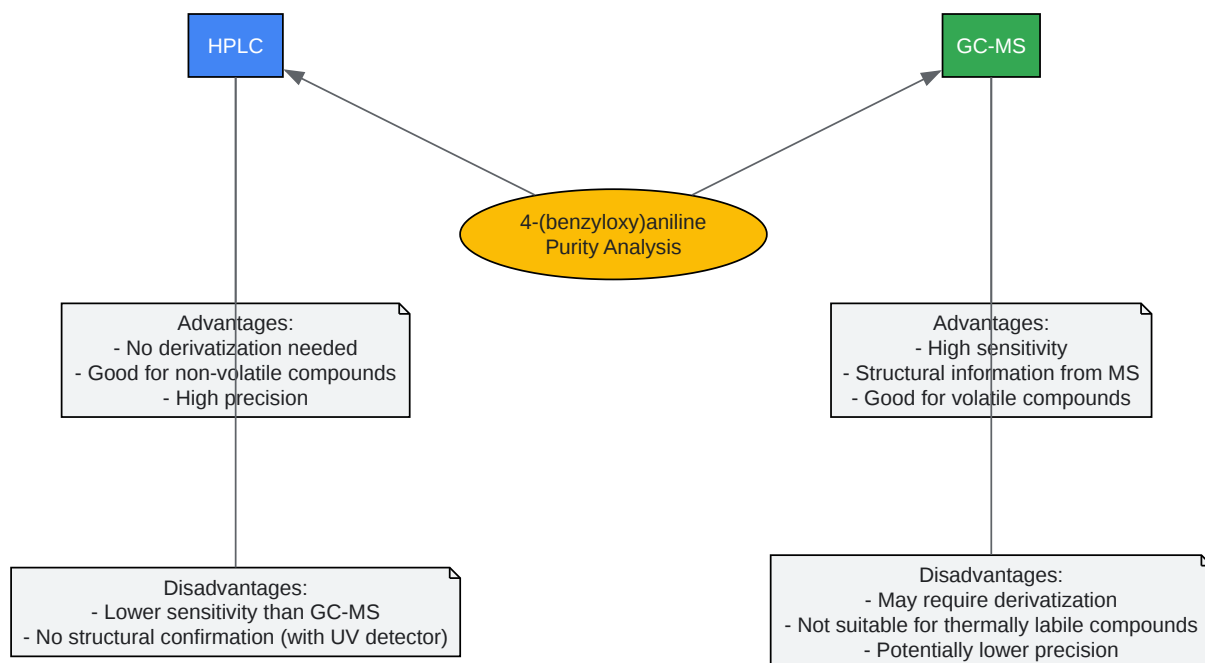 HPLC
GC-MS
4-(benzyloxy)aniline
Purity Analysis
Advantages:
- No derivatization needed
- Good for non-volatile compounds
- High precision
Advantages:
- High sensitivity
- Structural information from MS
- Good for volatile compounds
Disadvantages:
- Lower sensitivity than GC-MS
- No structural confirmation (with UV detector)
Disadvantages:
- May require derivatization
- Not suitable for thermally labile compounds
- Potentially lower precision